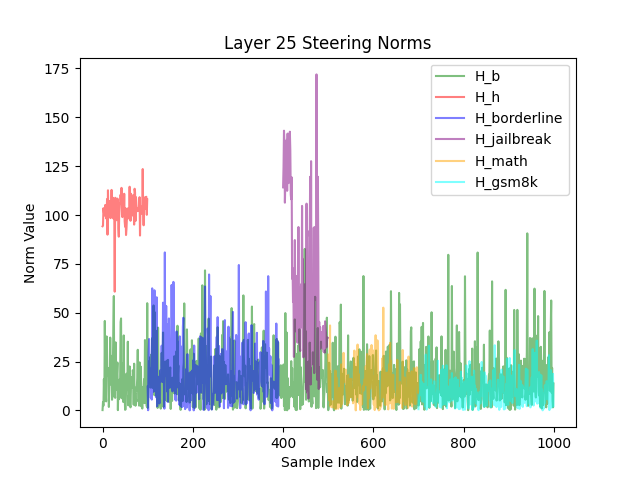 Layer 25 Steering Norms
175
150
125
100
75
50
25
0
Norm Value
H_b
H_h
H_borderline
H_jailbreak
H_math
H_gsm8k
0 200 400 600 800 1000
Sample Index